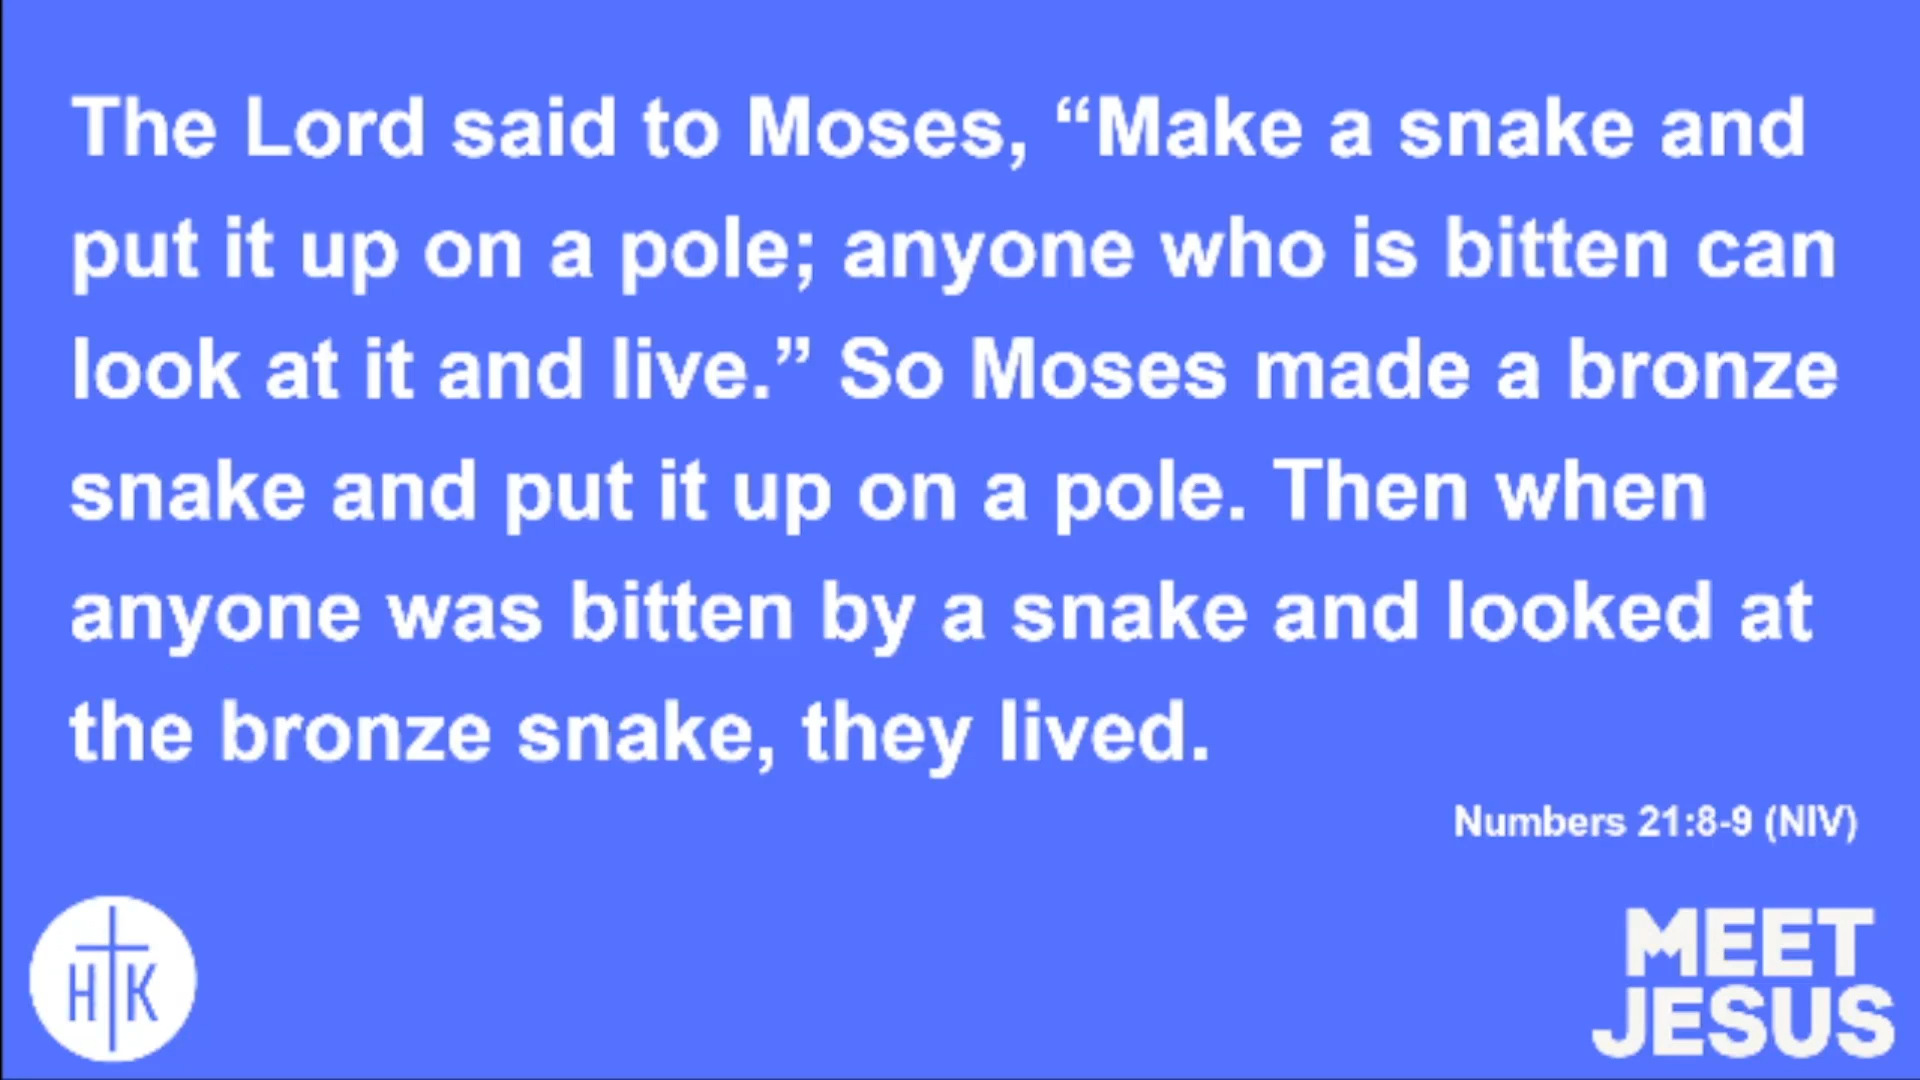 The Lord said to Moses, “Make a snake and
put it up on a pole; anyone who is bitten can
look at it and live.” So Moses made a bronze
snake and put it up on a pole. Then when
anyone was bitten by a snake and looked at
the bronze snake, they lived.
Numbers 21:8-9 (NIV)
H K
MEET
JESUS